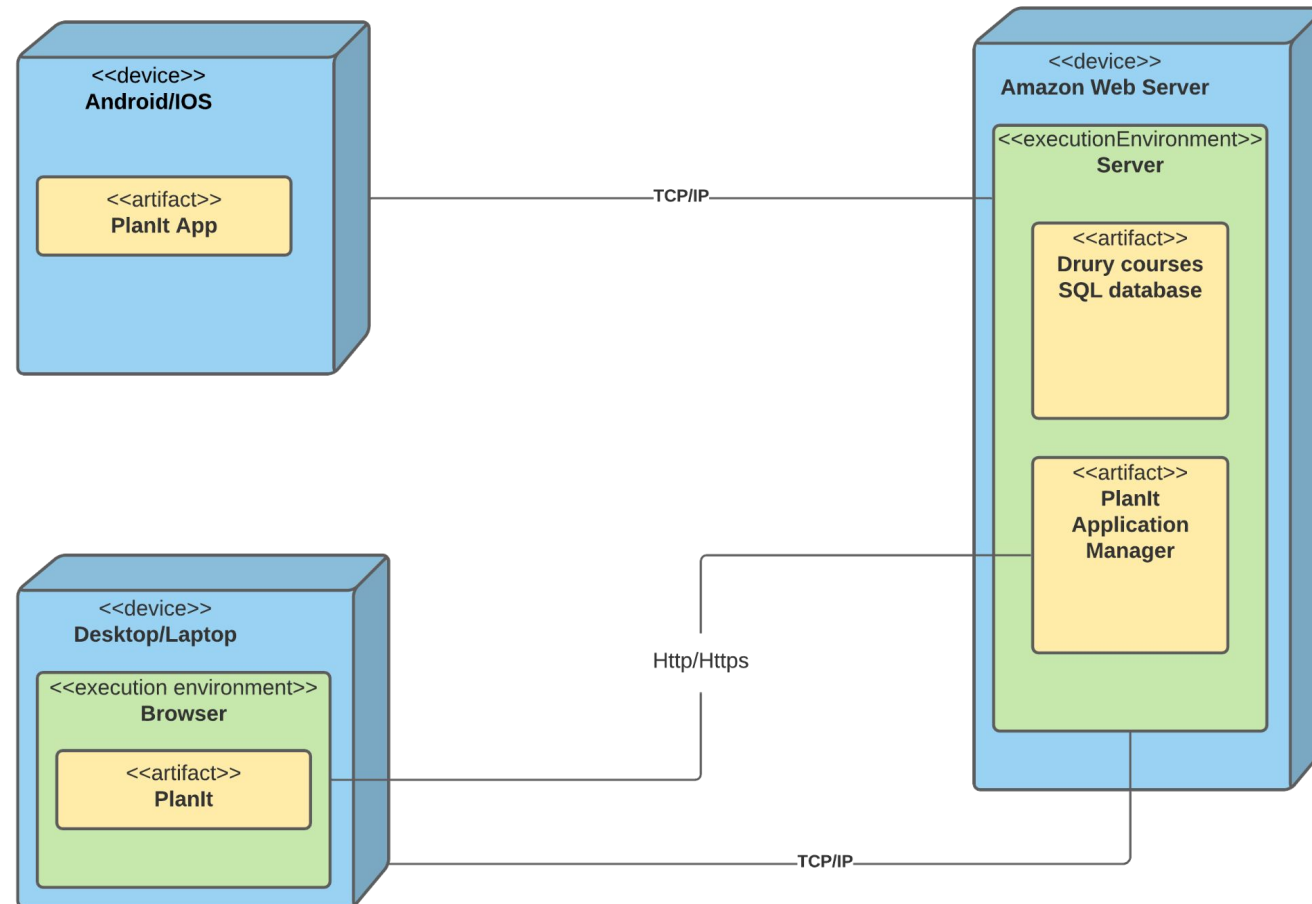 <<device>>
Android/IOS
<<artifact>>
PlanIt App
TCP/IP
<<device>>
Amazon Web Server
<<executionEnvironment>>
Server
<<artifact>>
Drury courses
SQL database
<<artifact>>
PlanIt
Application
Manager
Http/Https
<<device>>
Desktop/Laptop
<<execution environment>>
Browser
<<artifact>>
PlanIt
TCP/IP